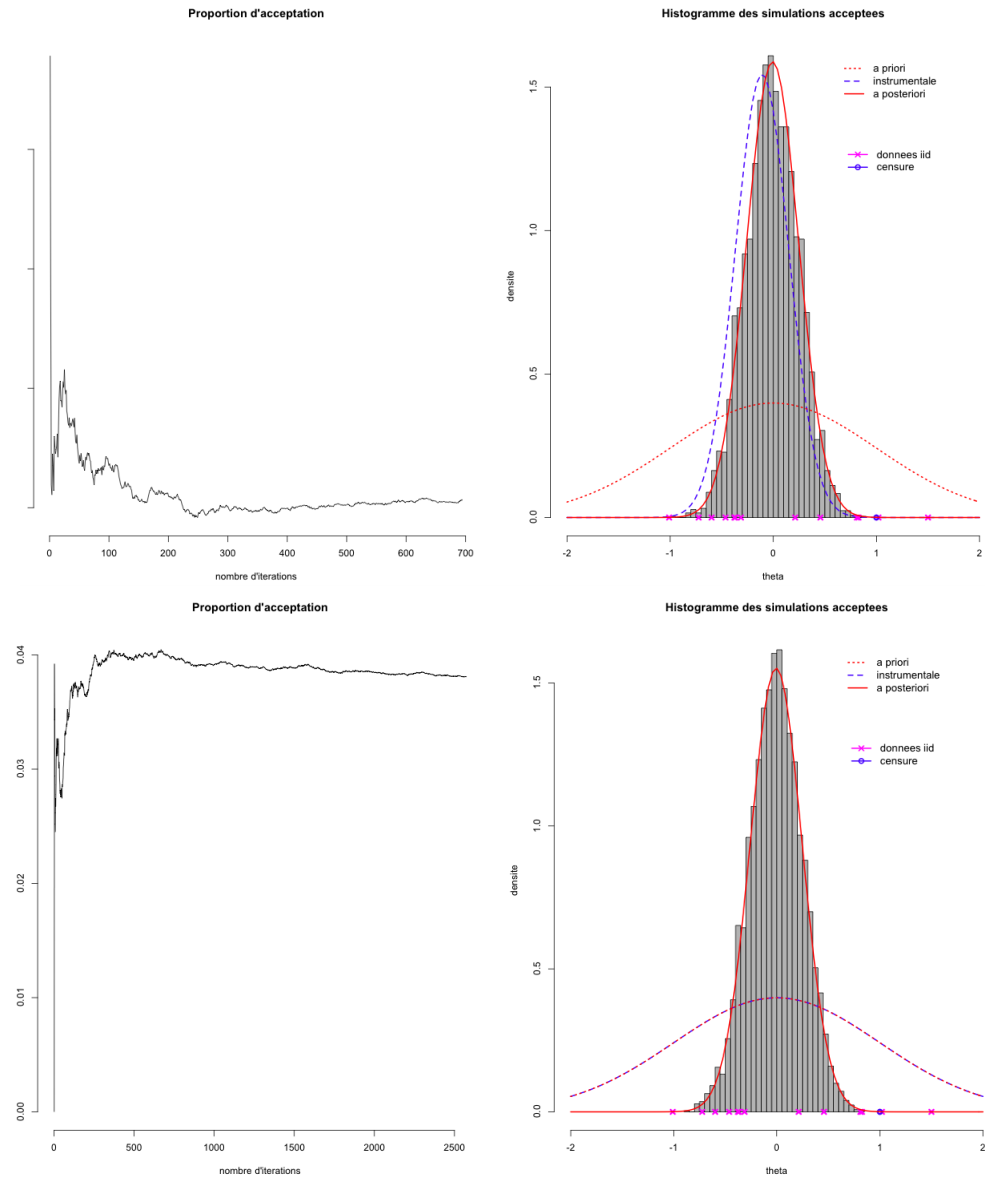 Proportion d'acceptation
0 100 200 300 400 500 600 700
nombre d'iterations
Histogramme des simulations acceptees
a priori
instrumentale
a posteriori
donnees iid
censure
densite
1.5
1.0
0.5
0.0
-2 -1 0 1 2
theta
Proportion d'acceptation
0.04
0.03
0.02
0.01
0.00
0 500 1000 1500 2000 2500
nombre d'iterations
Histogramme des simulations acceptees
a priori
instrumentale
a posteriori
donnees iid
censure
densite
1.5
1.0
0.5
0.0
-2 -1 0 1 2
theta